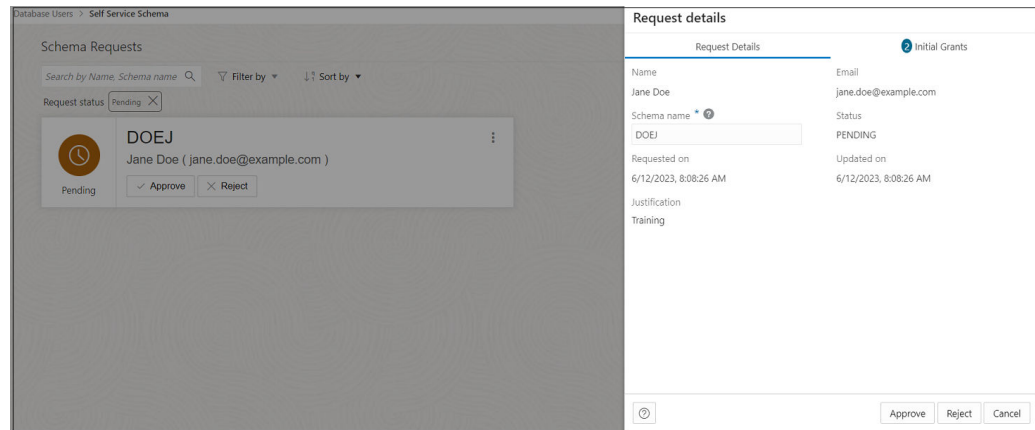 Database Users > Self Service Schema
Schema Requests
Search by Name, Schema name
Filter by
Sort by
Request status Pending
DOEJ
Jane Doe ( jane.doe@example.com )
Pending
Approve Reject
Request details
Request Details
2 Initial Grants
Name
Email
Jane Doe
jane.doe@example.com
Schema name *
Status
DOEJ
PENDING
Requested on
Updated on
6/12/2023, 8:08:26 AM
6/12/2023, 8:08:26 AM
Justification
Training
Approve Reject Cancel